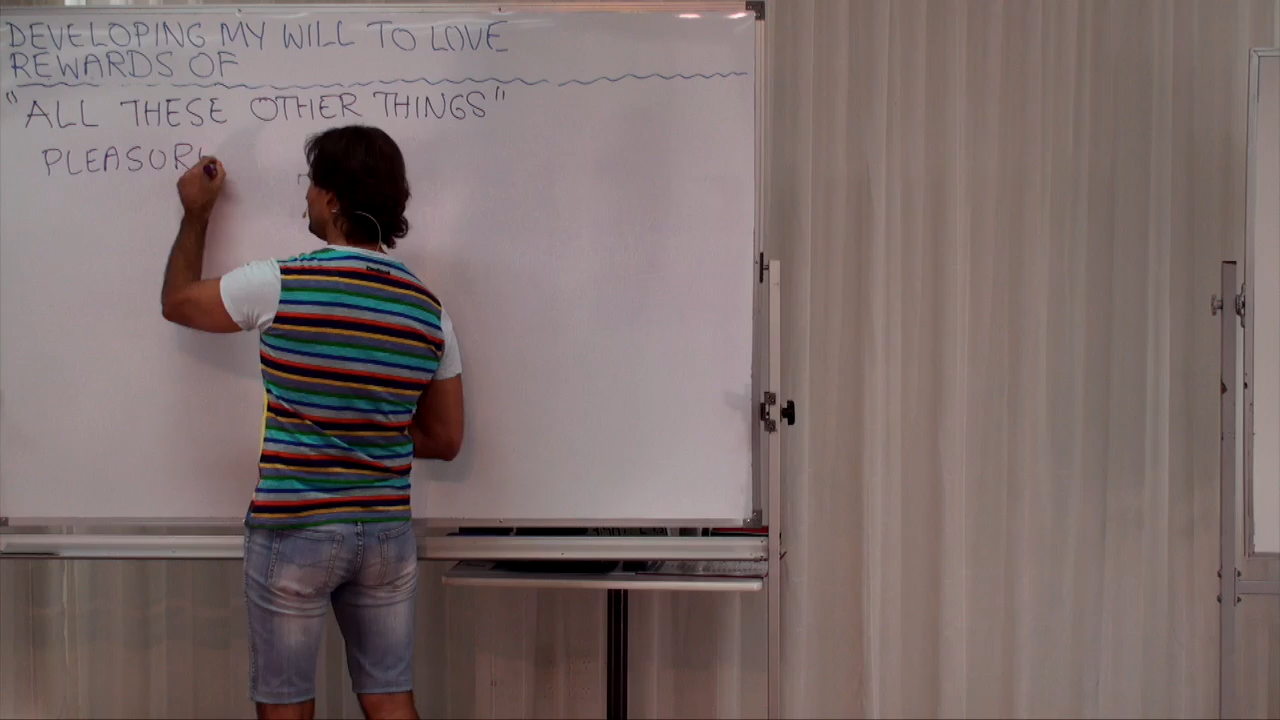 DEVELOPING MY WILL TO LOVE
REWARDS OF
"ALL THESE OTHER THINGS"
PLEASUR